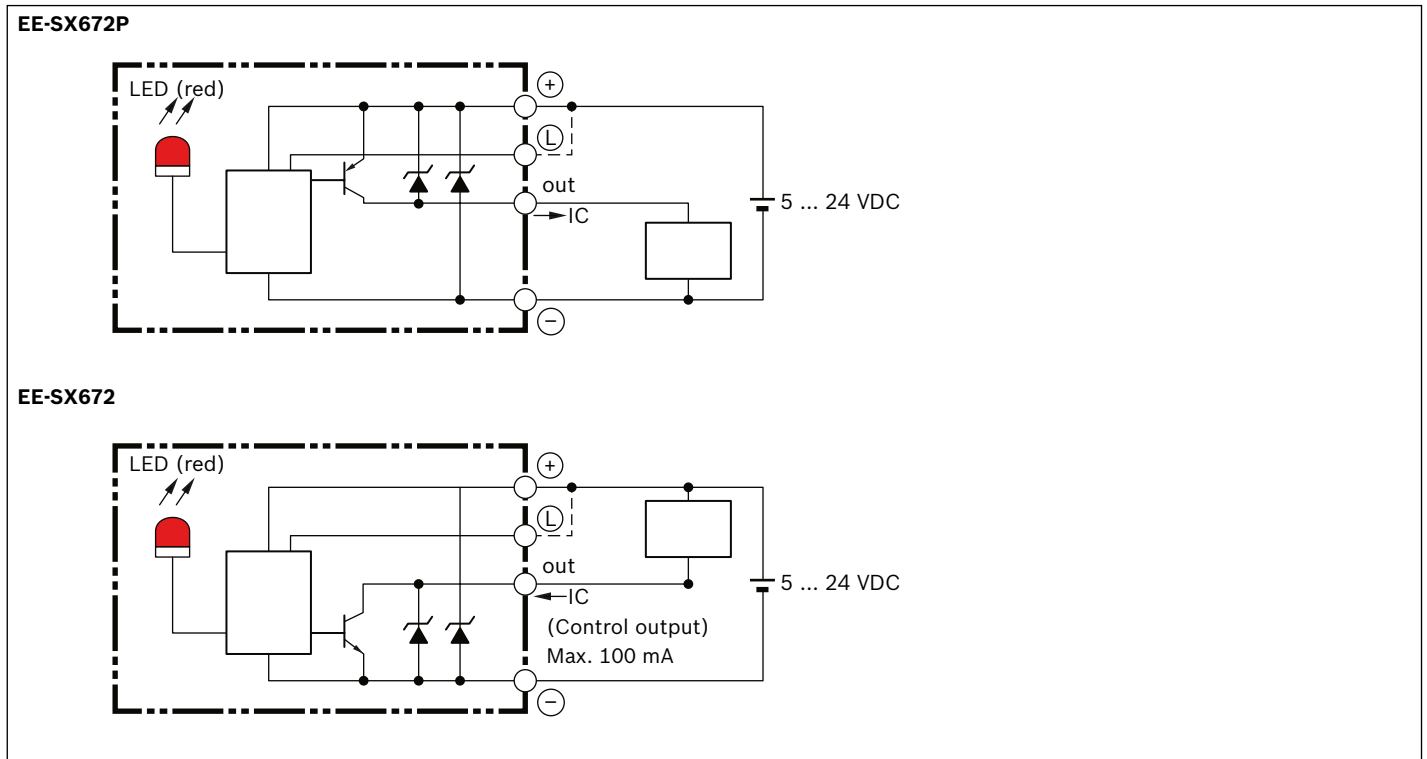 EE-SX672P
LED (red)
+
L
out
IC
5 ... 24 VDC
−
EE-SX672
LED (red)
+
L
out
IC
5 ... 24 VDC
(Control output)
Max. 100 mA
−